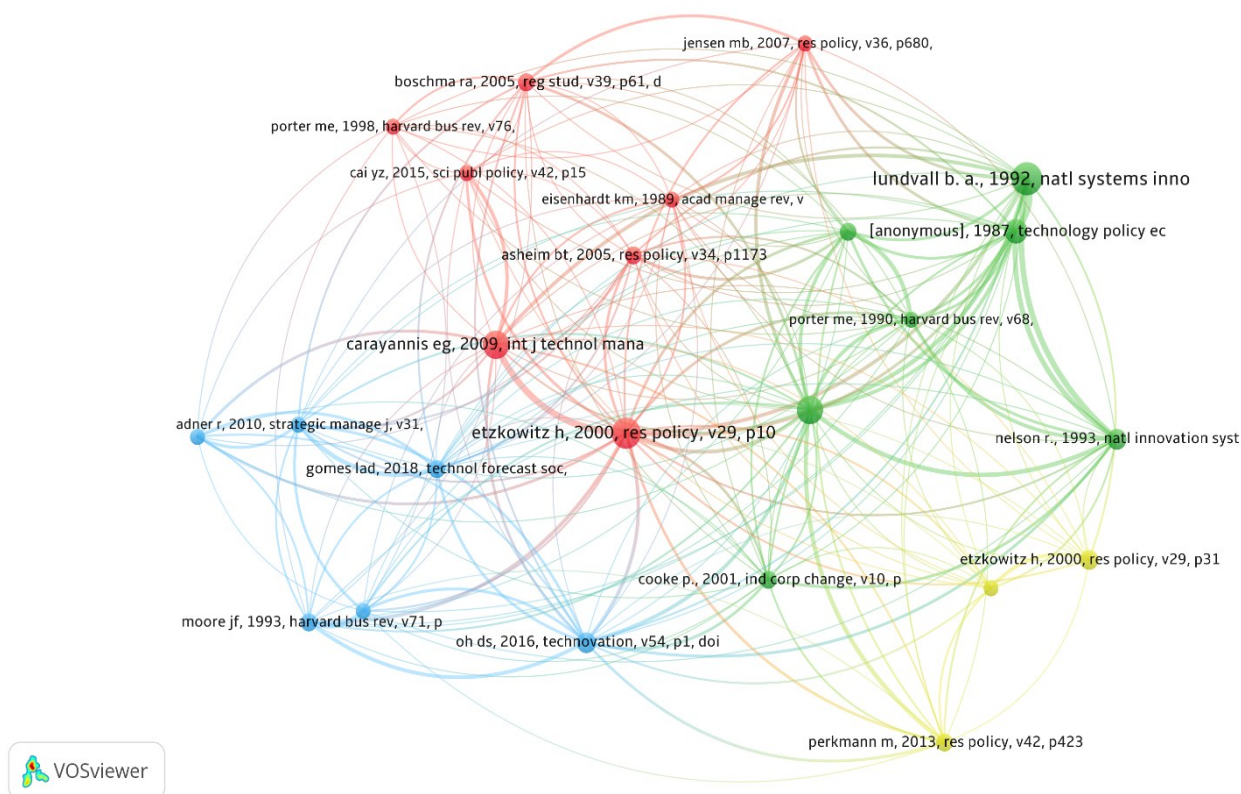 jensen mb, 2007, res policy, v36, p680,
boschma ra, 2005, reg stud, v39, p61, d
porter me, 1998, harvard bus rev, v76,
cai yz, 2015, sci publ policy, v42, p15
lundvall b. a., 1992, natl systems inno
eisenhardt km, 1989, acad manage rev, v
[anonymous], 1987, technology policy ec
asheim bt, 2005, res policy, v34, p1173
porter me, 1990, harvard bus rev, v68,
carayannis eg, 2009, int j technol mana
adner r, 2010, strategic manage j, v31,
etzkowitz h, 2000, res policy, v29, p10
nelson r., 1993, natl innovation syst
gomes lad, 2018, technol forecast soc,
etzkowitz h, 2000, res policy, v29, p31
cooke p., 2001, ind corp change, v10, p
moore jf, 1993, harvard bus rev, v71, p
oh ds, 2016, technovation, v54, p1, doi
perkmann m, 2013, res policy, v42, p423
VOSviewer